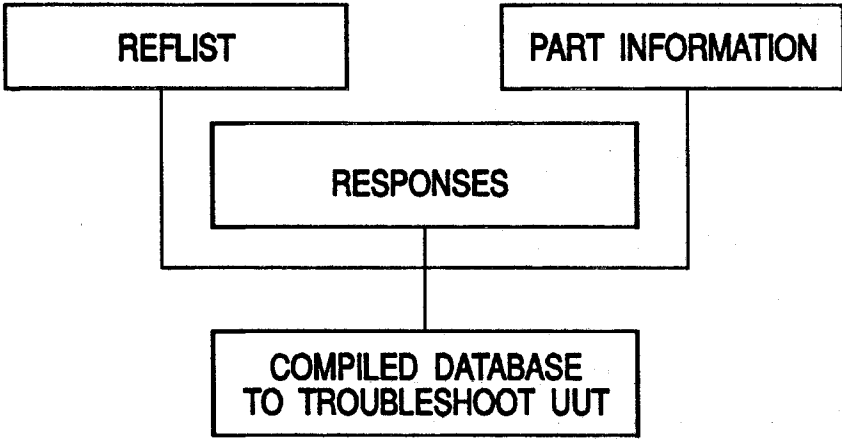 REFLIST
PART INFORMATION
RESPONSES
COMPILED DATABASE
TO TROUBLESHOOT UUT